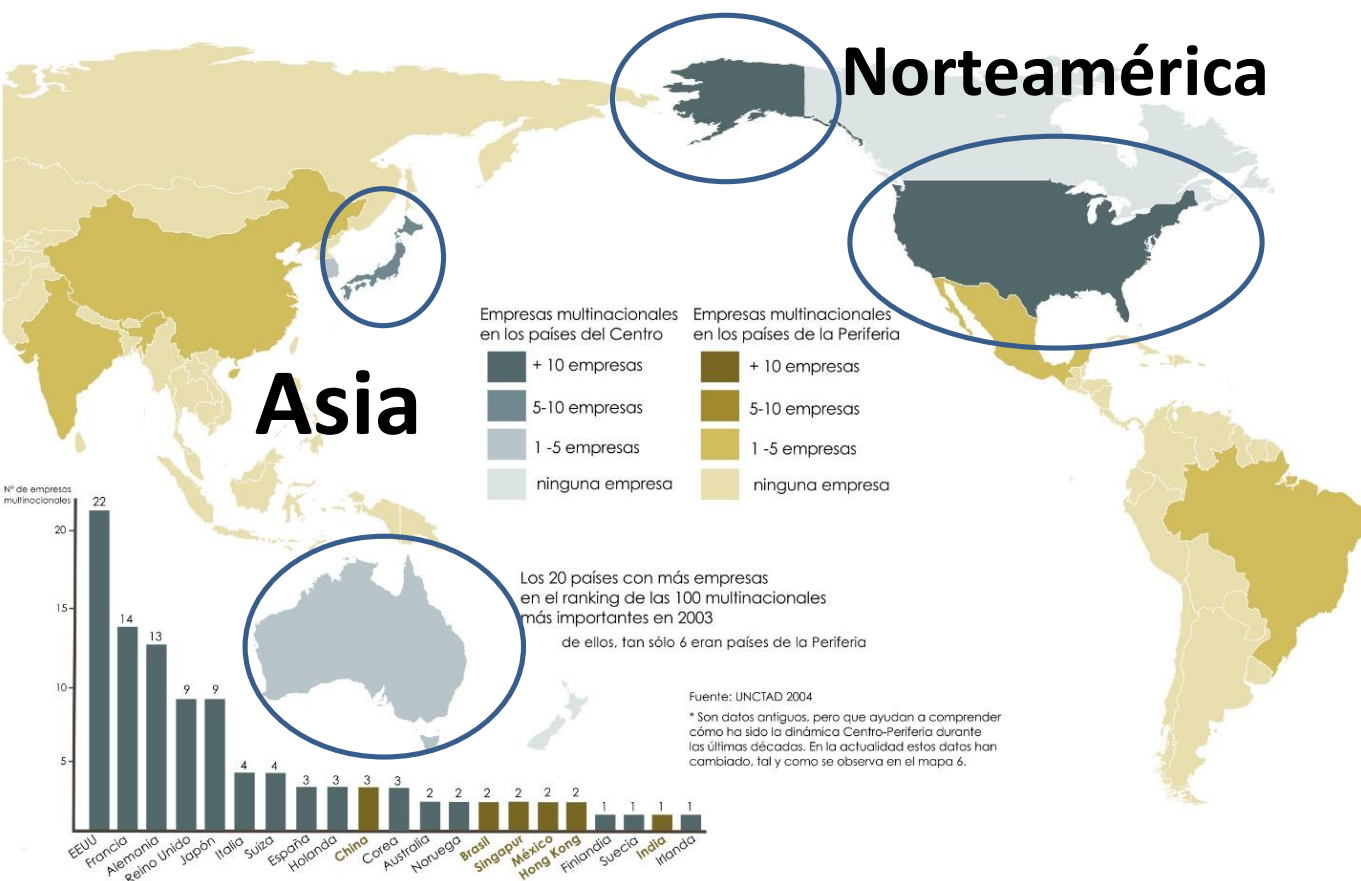 Norteamérica
Asia
Empresas multinacionales
en los países del Centro
+ 10 empresas
5-10 empresas
1 -5 empresas
ninguna empresa
Empresas multinacionales
en los países de la Periferia
+ 10 empresas
5-10 empresas
1 -5 empresas
ninguna empresa
Nº de empresas
multinacionales
20
15
10
5
22
14
13
9
9
4
4
3
3
3
3
2
2
2
2
2
2
1
1
1
1
EEUU
Francia
Alemania
Reino Unido
Japón
Italia
Suiza
España
Holanda
China
Corea
Australia
Noruega
Brasil
Singapur
México
Hong Kong
Finlandia
Suecia
India
Irlanda
Los 20 países con más empresas
en el ranking de las 100 multinacionales
más importantes en 2003
de ellos, tan sólo 6 eran países de la Periferia
Fuente: UNCTAD 2004
* Son datos antiguos, pero que ayudan a comprender
cómo ha sido la dinámica Centro-Periferia durante
las últimas décadas. En la actualidad estos datos han
cambiado, tal y como se observa en el mapa 6.